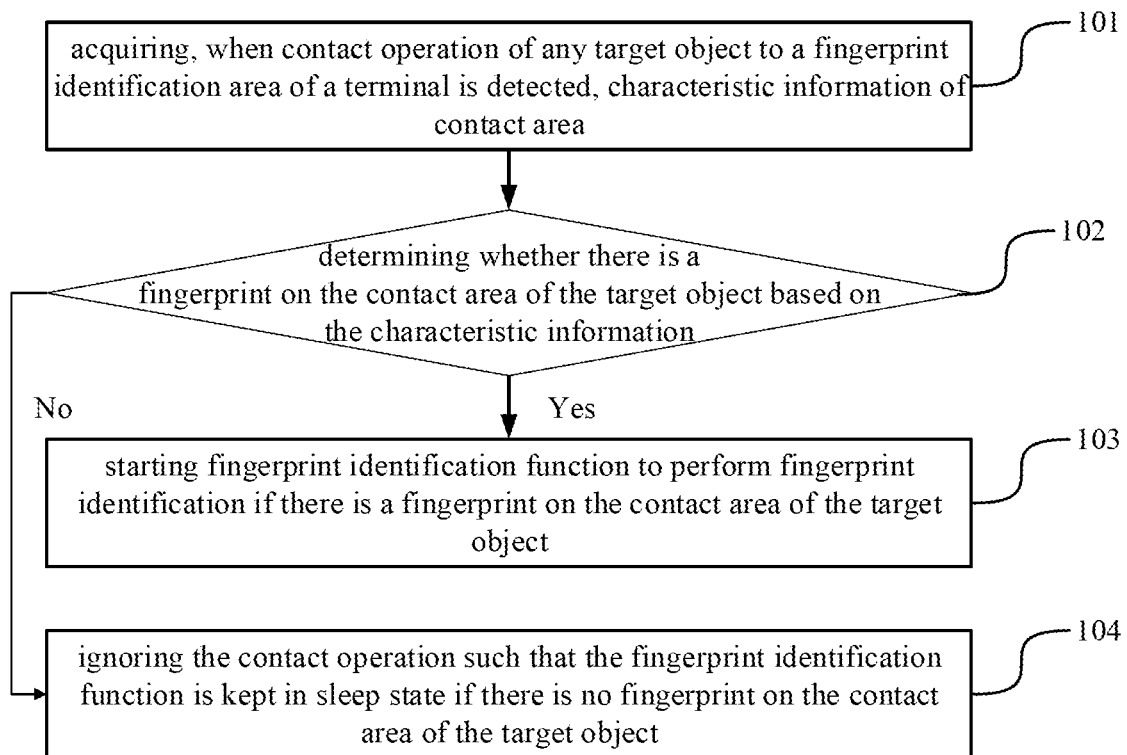 101
acquiring, when contact operation of any target object to a fingerprint
identification area of a terminal is detected, characteristic information of
contact area
102
determining whether there is a
fingerprint on the contact area of the target object based on
the characteristic information
No
Yes
103
starting fingerprint identification function to perform fingerprint
identification if there is a fingerprint on the contact area of the target
object
104
ignoring the contact operation such that the fingerprint identification
function is kept in sleep state if there is no fingerprint on the contact
area of the target object